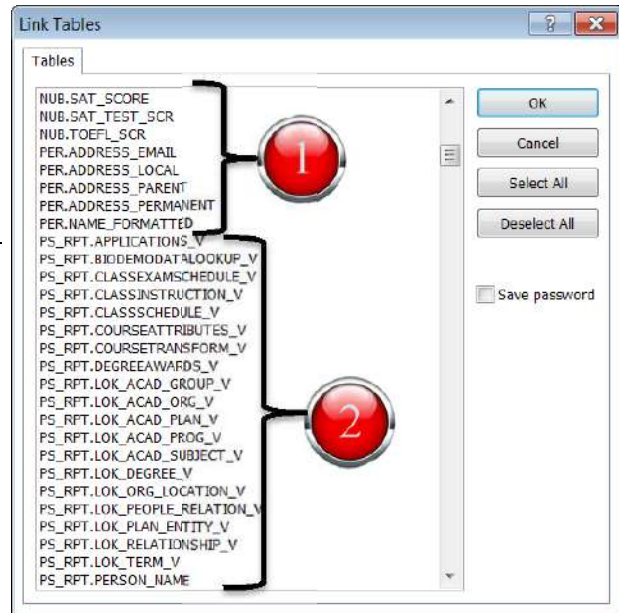 Link Tables
Tables
NUB.SAT_SCORE
NUB.SAT_TEST_SCR
NUB.TOEFL_SCR
PER.ADDRESS_EMAIL
PER.ADDRESS_LOCAL
PER.ADDRESS_PARENT
PER.ADDRESS_PERMANENT
PER.NAME_FORMATTED
PS_RPT.APPLICATIONS_V
PS_RPT.BIODEMODATALOOKUP_V
PS_RPT.CLASSEXAMSCHEDULE_V
PS_RPT.CLASSINSTRUCTION_V
PS_RPT.CLASSSCHEDULE_V
PS_RPT.COURSEATTRIBUTES_V
PS_RPT.COURSETRANSFORM_V
PS_RPT.DEGREEAWARDS_V
PS_RPT.LOK_ACAD_GROUP_V
PS_RPT.LOK_ACAD_ORG_V
PS_RPT.LOK_ACAD_PLAN_V
PS_RPT.LOK_ACAD_PROG_V
PS_RPT.LOK_ACAD_SUBJECT_V
PS_RPT.LOK_DEGREE_V
PS_RPT.LOK_ORG_LOCATION_V
PS_RPT.LOK_PEOPLE_RELATION_V
PS_RPT.LOK_PLAN_ENTITY_V
PS_RPT.LOK_RELATIONSHIP_V
PS_RPT.LOK_TERM_V
PS_RPT.PERSON_NAME
1
2
OK
Cancel
Select All
Deselect All
Save password